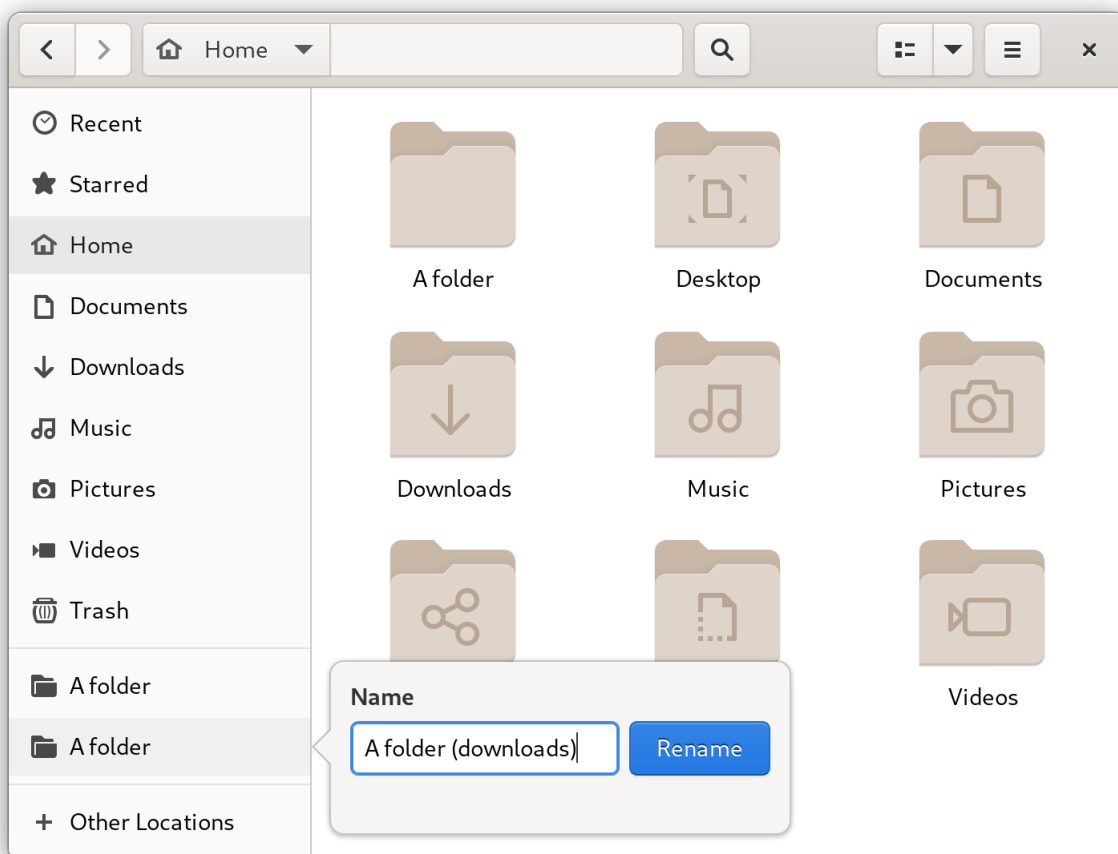 Home
Recent
Starred
Home
Documents
Downloads
Music
Pictures
Videos
Trash
A folder
A folder
Other Locations
A folder
Desktop
Documents
Downloads
Music
Pictures
Videos
Name
A folder (downloads)
Rename